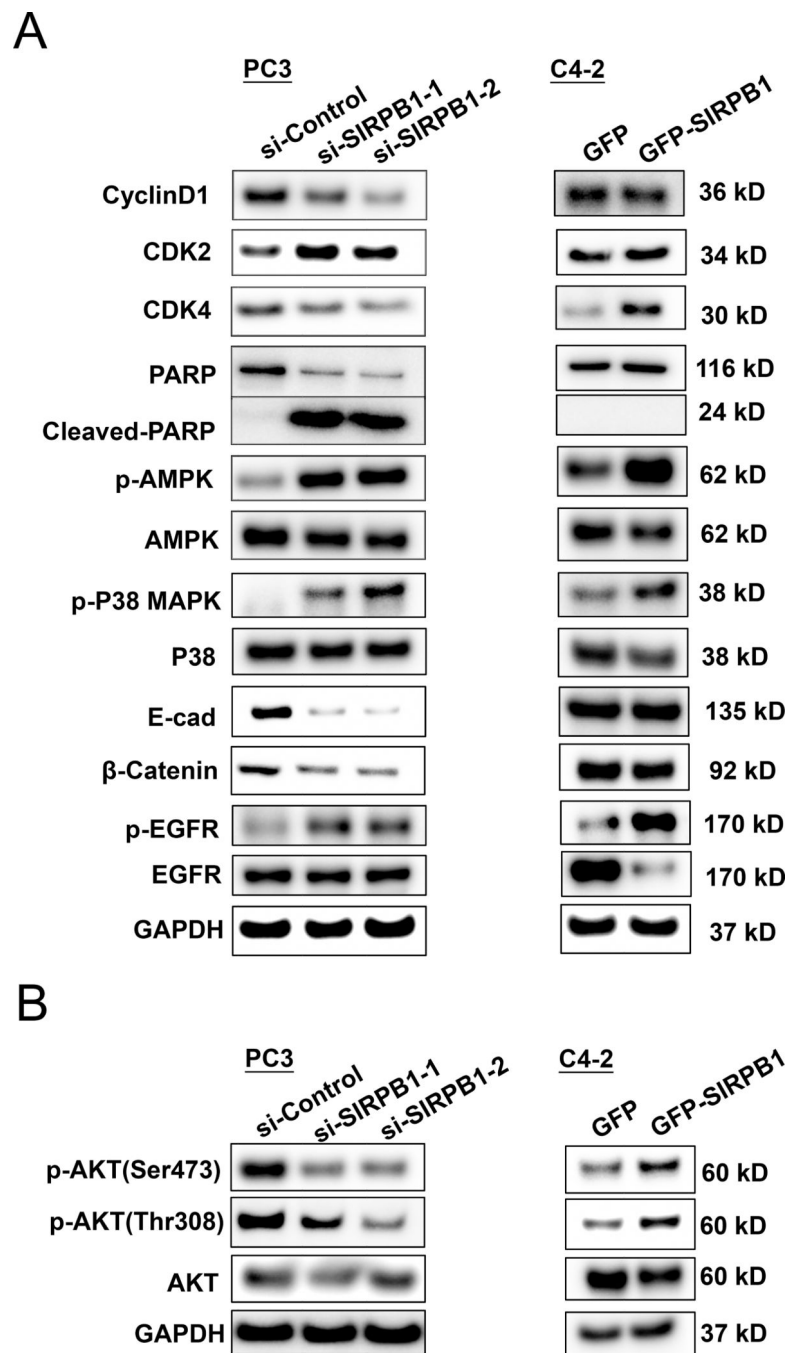 A
PC3 C4-2
si-Control si-SIRPB1-1 si-SIRPB1-2 GFP GFP-SIRPB1
CyclinD1 36 kD
CDK2 34 kD
CDK4 30 kD
PARP 116 kD
Cleaved-PARP 24 kD
p-AMPK 62 kD
AMPK 62 kD
p-P38 MAPK 38 kD
P38 38 kD
E-cad 135 kD
β-Catenin 92 kD
p-EGFR 170 kD
EGFR 170 kD
GAPDH 37 kD
B
PC3 C4-2
si-Control si-SIRPB1-1 si-SIRPB1-2 GFP GFP-SIRPB1
p-AKT(Ser473) 60 kD
p-AKT(Thr308) 60 kD
AKT 60 kD
GAPDH 37 kD